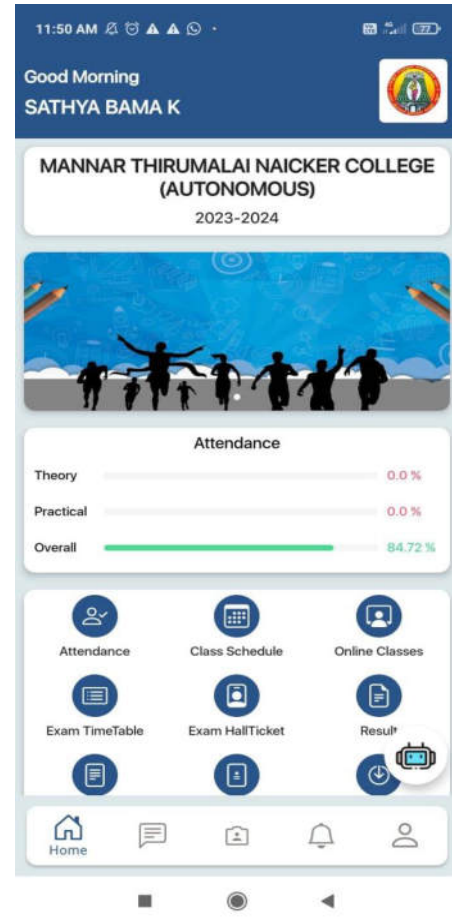 11:50 AM
77
Good Morning
SATHYA BAMA K
MANNAR THIRUMALAI NAICKER COLLEGE
(AUTONOMOUS)
2023-2024
Attendance
Theory 0.0 %
Practical 0.0 %
Overall 84.72 %
Attendance Class Schedule Online Classes
Exam TimeTable Exam HallTicket Result
Home